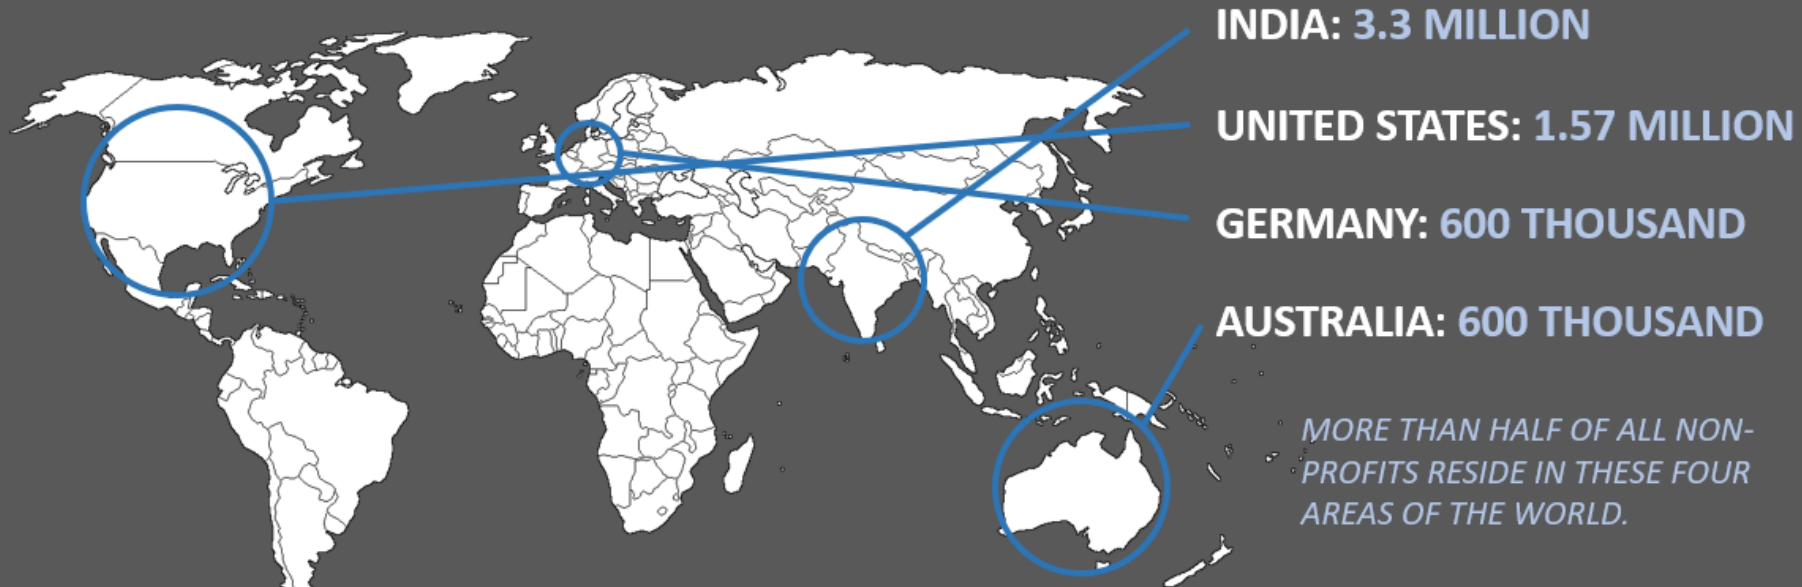 INDIA: 3.3 MILLION
UNITED STATES: 1.57 MILLION
GERMANY: 600 THOUSAND
AUSTRALIA: 600 THOUSAND
MORE THAN HALF OF ALL NON-
PROFITS RESIDE IN THESE FOUR
AREAS OF THE WORLD.